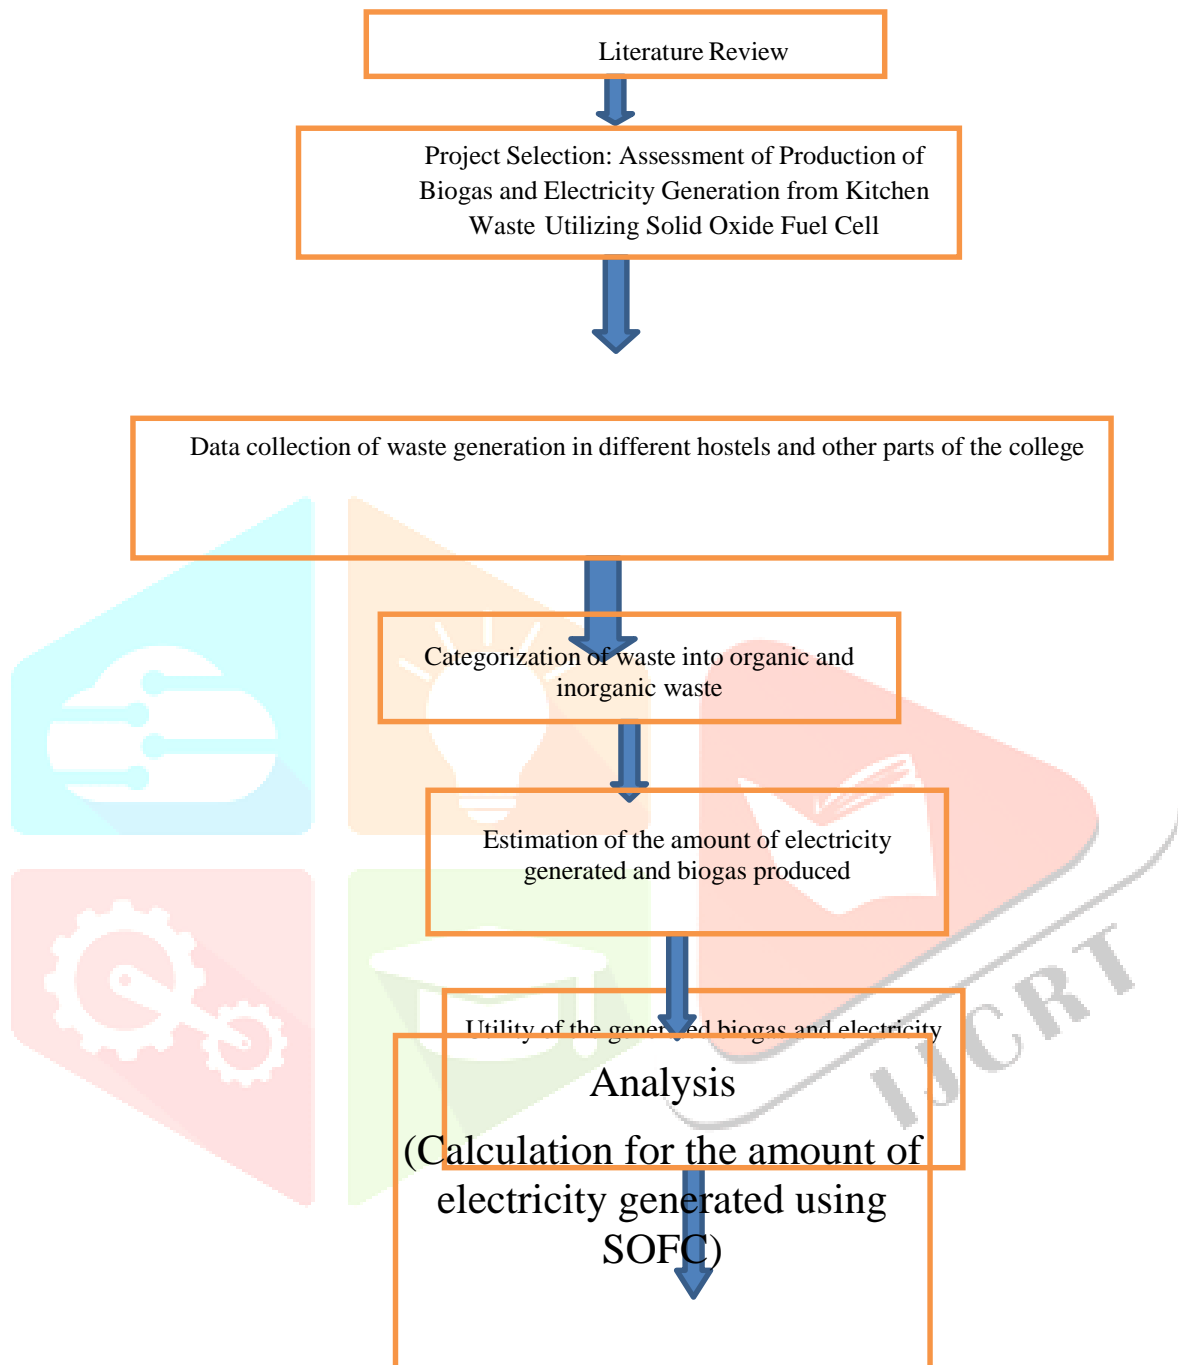 Literature Review
Project Selection: Assessment of Production of
Biogas and Electricity Generation from Kitchen
Waste Utilizing Solid Oxide Fuel Cell
Data collection of waste generation in different hostels and other parts of the college
Categorization of waste into organic and
inorganic waste
Estimation of the amount of electricity
generated and biogas produced
Utility of the generated biogas and electricity
Analysis
(Calculation for the amount of
electricity generated using
SOFC)
IJCRT